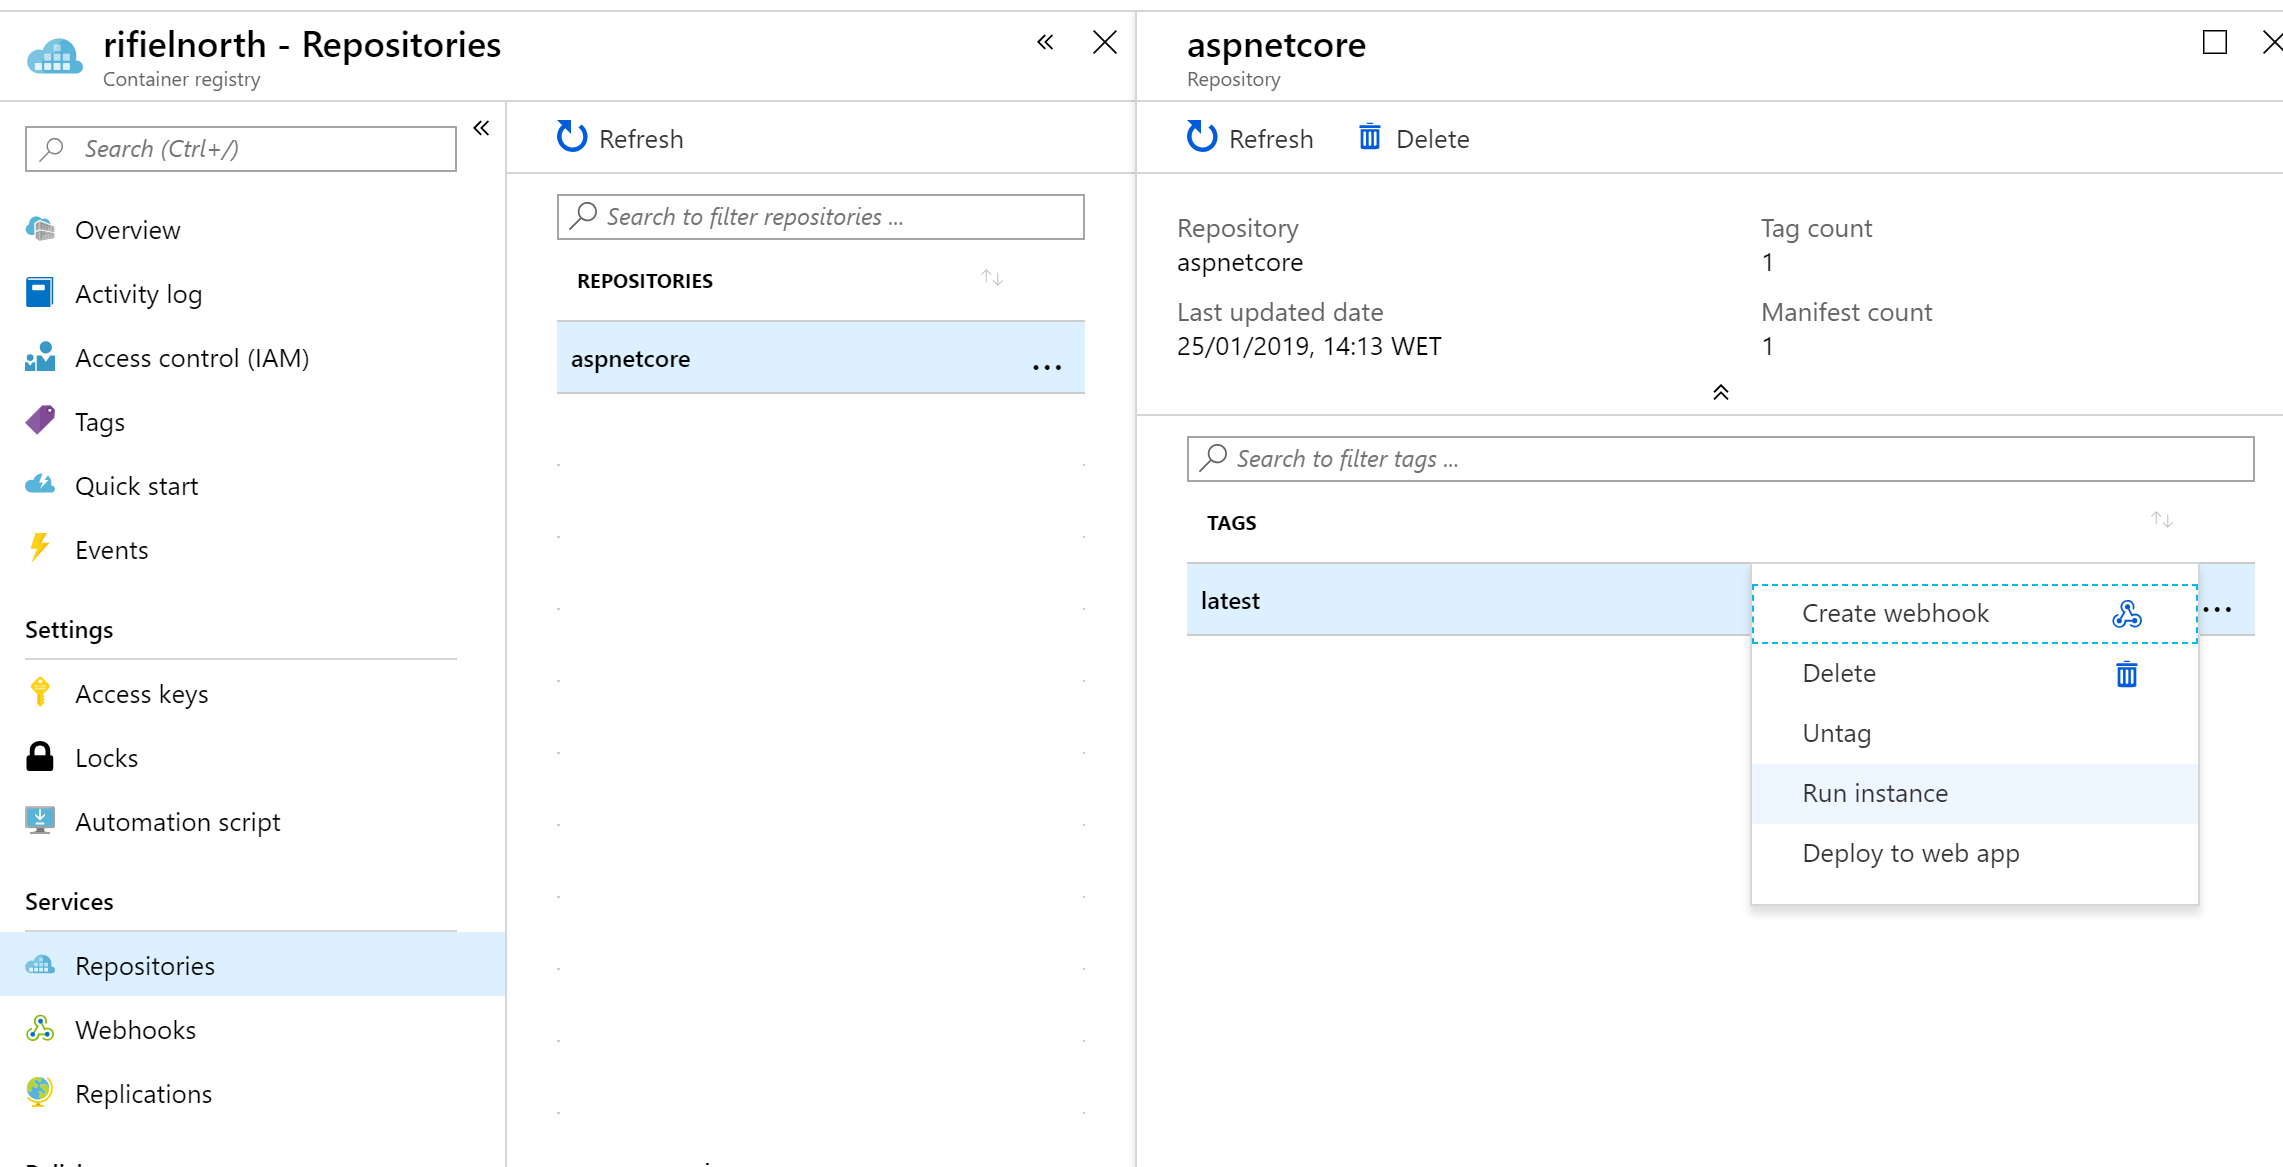 rifielnorth - Repositories
Container registry
Search (Ctrl+/)
Overview
Activity log
Access control (IAM)
Tags
Quick start
Events
Settings
Access keys
Locks
Automation script
Services
Repositories
Webhooks
Replications
Refresh
Search to filter repositories ...
REPOSITORIES
aspnetcore
aspnetcore
Repository
Refresh
Delete
Repository
aspnetcore
Tag count
1
Last updated date
25/01/2019, 14:13 WET
Manifest count
1
Search to filter tags ...
TAGS
latest
Create webhook
Delete
Untag
Run instance
Deploy to web app